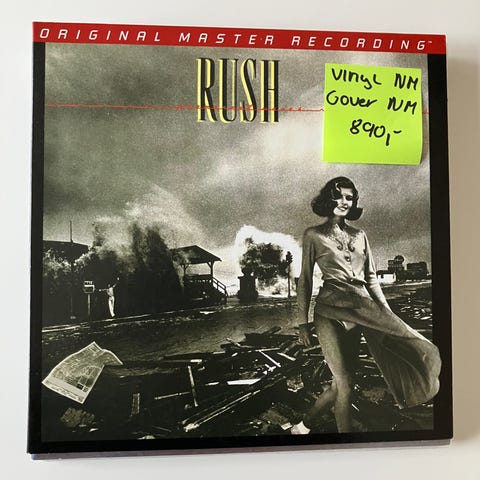 ORIGINAL MASTER RECORDING™
RUSH
Vinyl NM
Cover NM
890,-